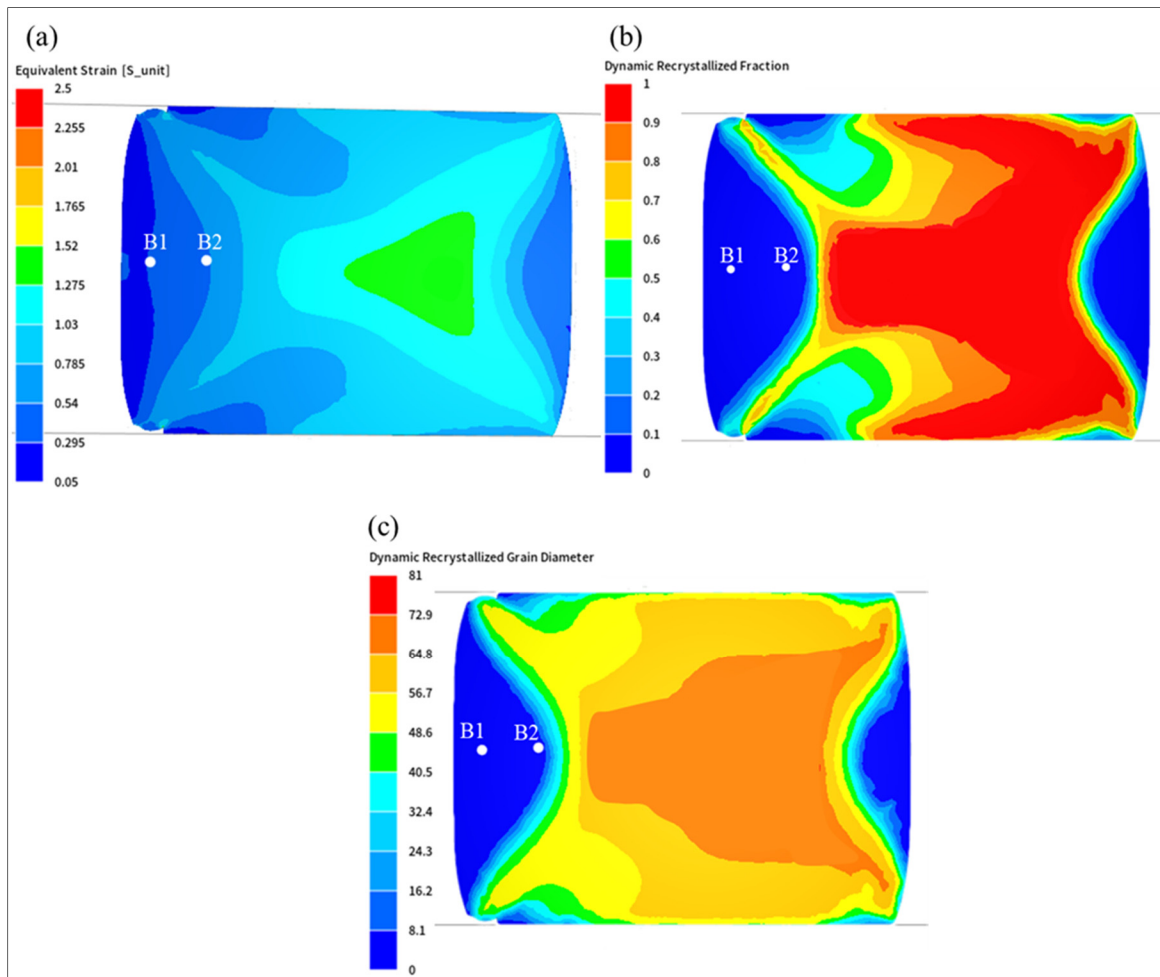 (a)
Equivalent Strain [S_unit]
2.5
2.255
2.01
1.765
1.52
1.275
1.03
0.785
0.54
0.295
0.05
B1
B2
(b)
Dynamic Recrystallized Fraction
1
0.9
0.8
0.7
0.6
0.5
0.4
0.3
0.2
0.1
0
B1
B2
(c)
Dynamic Recrystallized Grain Diameter
81
72.9
64.8
56.7
48.6
40.5
32.4
24.3
16.2
8.1
0
B1
B2